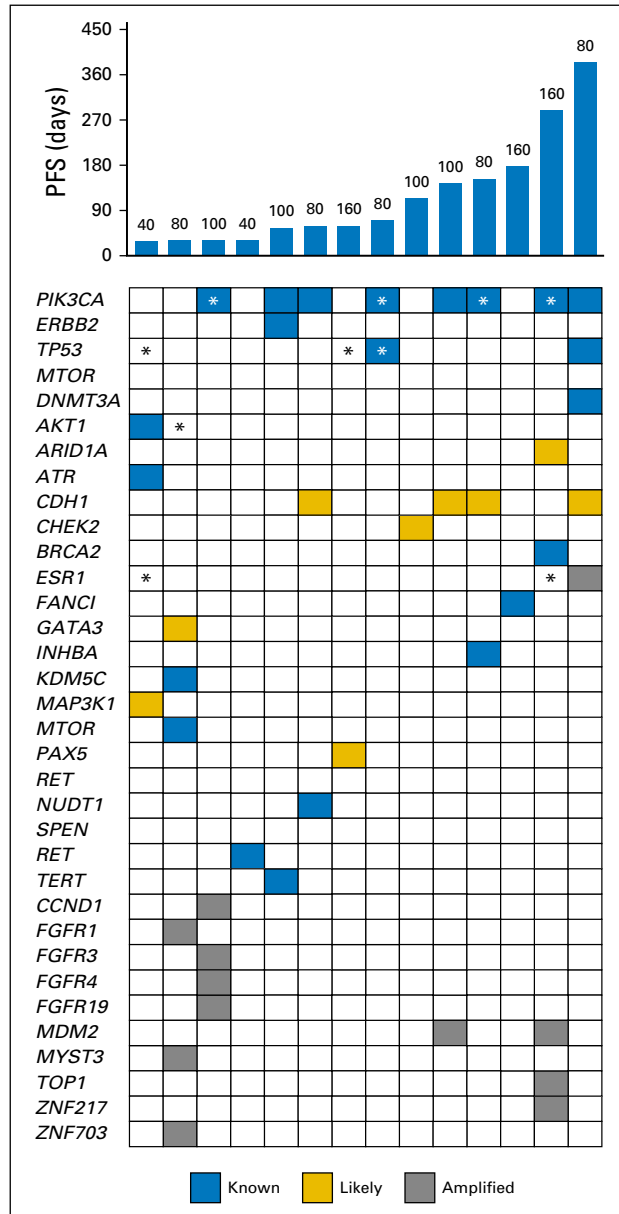 450
360
270
180
90
0
PFS (days)
40 80 100 40 100 80 160 80 100 100 80 160 160 80
PIK3CA * * * *
ERBB2
TP53 * * *
MTOR
DNMT3A
AKT1 *
ARID1A
ATR
CDH1
CHEK2
BRCA2
ESR1 * *
FANCI
GATA3
INHBA
KDM5C
MAP3K1
MTOR
PAX5
RET
NUDT1
SPEN
RET
TERT
CCND1
FGFR1
FGFR3
FGFR4
FGFR19
MDM2
MYST3
TOP1
ZNF217
ZNF703
Known Likely Amplified